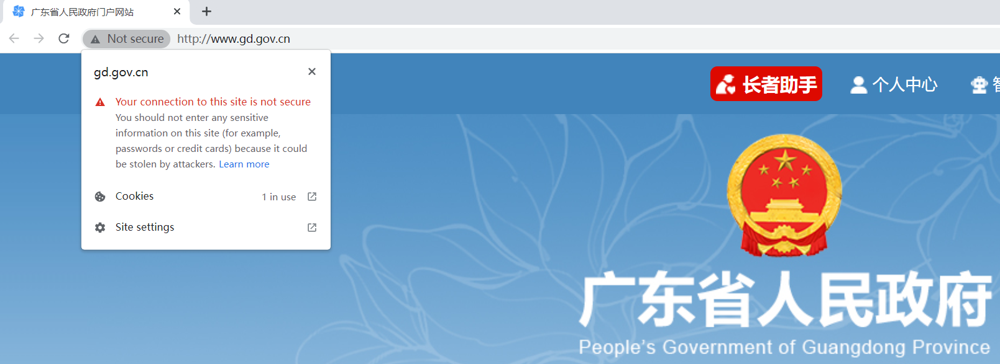 广东省人民政府门户网站
Not secure
http://www.gd.gov.cn
gd.gov.cn
Your connection to this site is not secure
You should not enter any sensitive
information on this site (for example,
passwords or credit cards) because it could
be stolen by attackers. Learn more
Cookies
1 in use
Site settings
长者助手
个人中心
广东省人民政府
People's Government of Guangdong Province